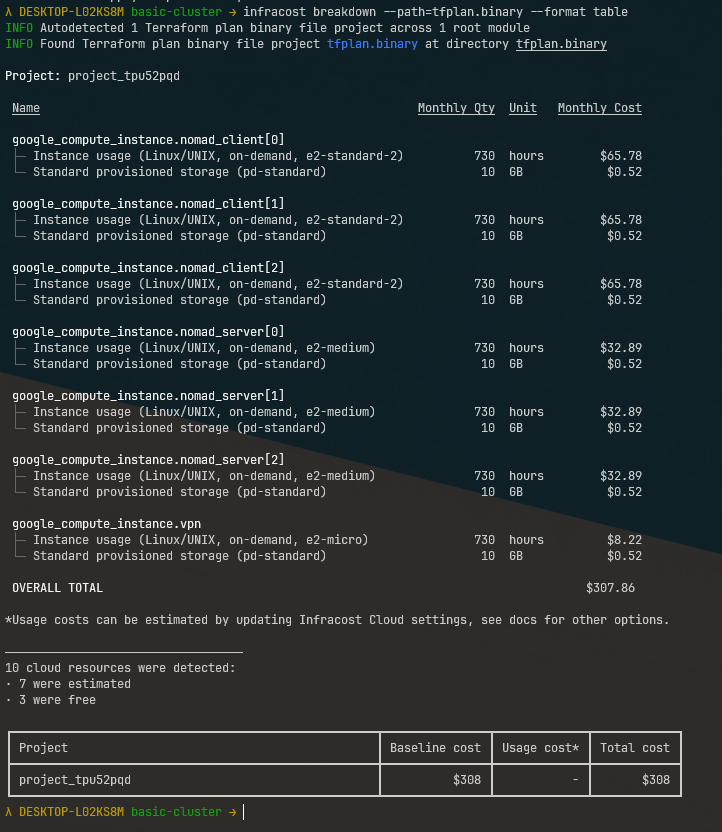 λ DESKTOP-L02KS8M basic-cluster → infracost breakdown --path=tfplan.binary --format table
INFO Autodetected 1 Terraform plan binary file project across 1 root module
INFO Found Terraform plan binary file project tfplan.binary at directory tfplan.binary
Project: project_tpu52pqd
Name Monthly Qty Unit Monthly Cost
google_compute_instance.nomad_client[0]
├─ Instance usage (Linux/UNIX, on-demand, e2-standard-2) 730 hours $65.78
└─ Standard provisioned storage (pd-standard) 10 GB $0.52
google_compute_instance.nomad_client[1]
├─ Instance usage (Linux/UNIX, on-demand, e2-standard-2) 730 hours $65.78
└─ Standard provisioned storage (pd-standard) 10 GB $0.52
google_compute_instance.nomad_client[2]
├─ Instance usage (Linux/UNIX, on-demand, e2-standard-2) 730 hours $65.78
└─ Standard provisioned storage (pd-standard) 10 GB $0.52
google_compute_instance.nomad_server[0]
├─ Instance usage (Linux/UNIX, on-demand, e2-medium) 730 hours $32.89
└─ Standard provisioned storage (pd-standard) 10 GB $0.52
google_compute_instance.nomad_server[1]
├─ Instance usage (Linux/UNIX, on-demand, e2-medium) 730 hours $32.89
└─ Standard provisioned storage (pd-standard) 10 GB $0.52
google_compute_instance.nomad_server[2]
├─ Instance usage (Linux/UNIX, on-demand, e2-medium) 730 hours $32.89
└─ Standard provisioned storage (pd-standard) 10 GB $0.52
google_compute_instance.vpn
├─ Instance usage (Linux/UNIX, on-demand, e2-micro) 730 hours $8.22
└─ Standard provisioned storage (pd-standard) 10 GB $0.52
OVERALL TOTAL $307.86
*Usage costs can be estimated by updating Infracost Cloud settings, see docs for other options.
10 cloud resources were detected:
· 7 were estimated
· 3 were free
Project Baseline cost Usage cost* Total cost
project_tpu52pqd $308 - $308
λ DESKTOP-L02KS8M basic-cluster →